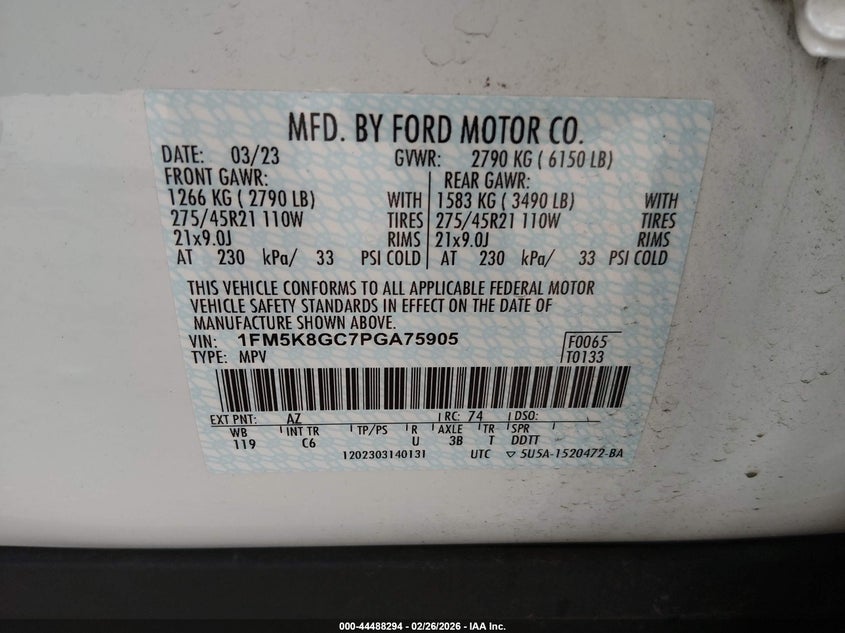 MFD. BY FORD MOTOR CO.
DATE: 03/23 GVWR: 2790 KG ( 6150 LB)
FRONT GAWR: REAR GAWR:
1266 KG ( 2790 LB) WITH 1583 KG ( 3490 LB) WITH
275/45R21 110W TIRES 275/45R21 110W TIRES
21x9.0J RIMS 21x9.0J RIMS
AT 230 kPa/ 33 PSI COLD AT 230 kPa/ 33 PSI COLD
THIS VEHICLE CONFORMS TO ALL APPLICABLE FEDERAL MOTOR
VEHICLE SAFETY STANDARDS IN EFFECT ON THE DATE OF
MANUFACTURE SHOWN ABOVE.
VIN: 1FM5K8GC7PGA75905 F0065
TYPE: MPV T0133
EXT PNT: AZ RC: 74 DSO:
WB INT TR TP/PS R AXLE TR SPR
119 C6 U 3B T DDTT
1202303140131 UTC ▽ 5U5A-1520472-BA
000-44488294 - 02/26/2026 - IAA Inc.